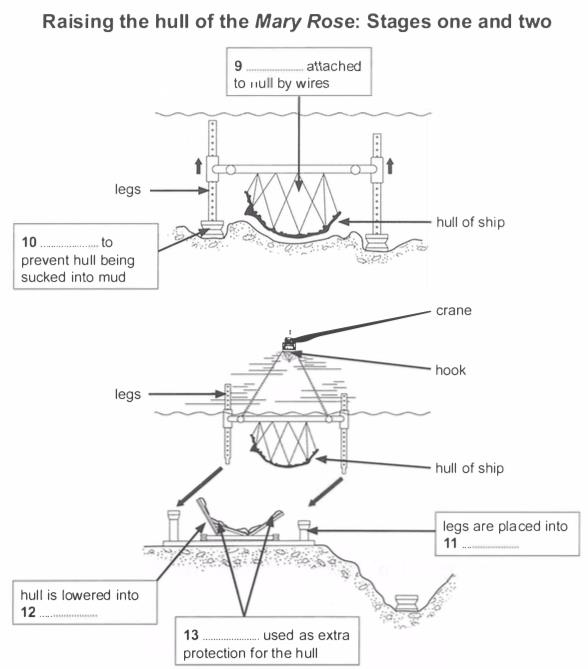 Raising the hull of the Mary Rose: Stages one and two
9 .................. attached
to hull by wires
legs
hull of ship
10 .................... to
prevent hull being
sucked into mud
crane
hook
legs
hull of ship
legs are placed into
11 ....................
hull is lowered into
12 ....................
13 .................... used as extra
protection for the hull